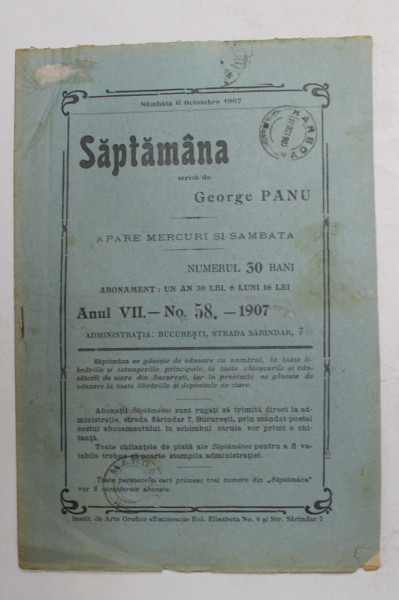 Sâmbătă 6 Octombre 1907
Săptămâna
scrisă de
George PANU
APARE MERCURI ȘI SAMBATA
NUMERUL 30 BANI
ABONAMENT: UN AN 30 LEI, 6 LUNI 16 LEI
Anul VII. — No. 58. — 1907
ADMINISTRAȚIA: BUCUREȘTI, STRADA SĂRINDAR, 7
Săptămâna se găsește de vânzare cu numărul, la toate li-
brăriile și tutungeriile principale, la toate chioșcurile și vân-
zătorii de ziare din București, iar în provincie se găsește de
vânzare la toate librăriile și depozitele de ziare.
Abonații «Săptămânei» sunt rugați să trimită direct la ad-
ministrație, strada Sărindar 7, București, prin mandat poștal
costul abonamentului, în schimbul căruia vor primi o chi-
tanță.
Toate chitanțele de plată ale Săptămânei pentru a fi va-
labile trebue să poarte stampila administrației.
Toate persoanele cari primesc trei numere din „Săptămâna"
vor fi considerate abonate.
Instit. de Arte Grafice «Eminescu» Bul. Elisabeta No. 6 și Str. Sărindar 1